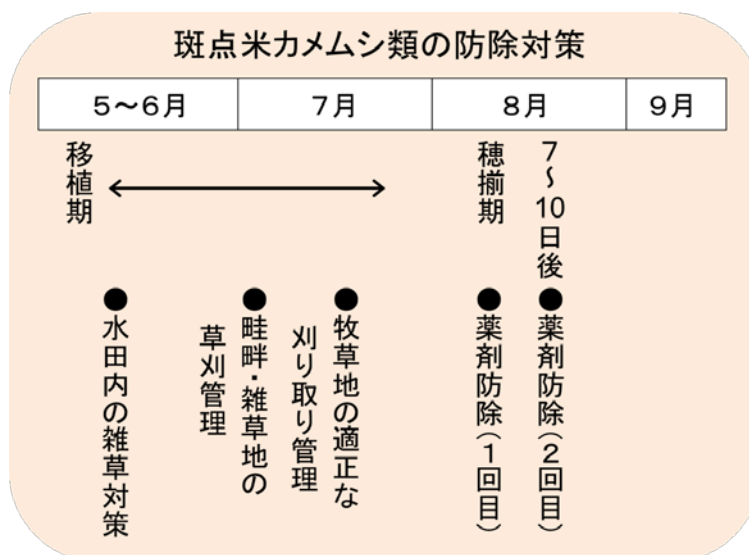 斑点米カメムシ類の防除対策
5～6月
7月
8月
9月
移植期
穂揃期
7～10日後
●水田内の雑草対策
●畦畔・雑草地の
草刈管理
●牧草地の適正な
刈り取り管理
●薬剤防除(1回目)
●薬剤防除(2回目)